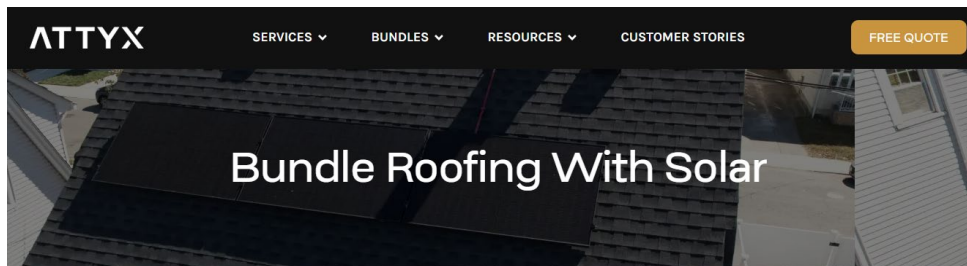 ATTYX
SERVICES
BUNDLES
RESOURCES
CUSTOMER STORIES
FREE QUOTE
Bundle Roofing With Solar